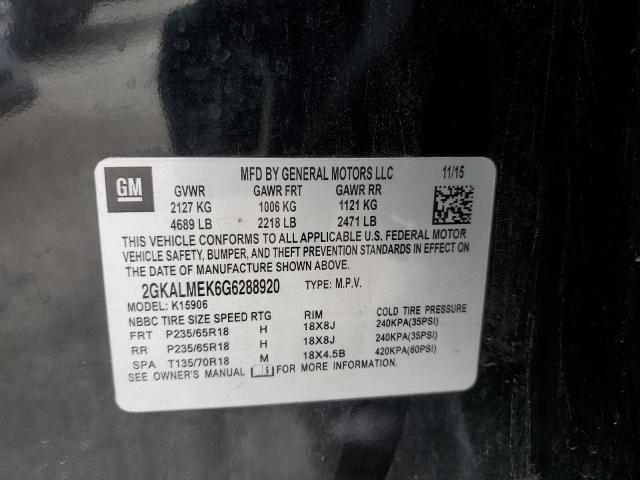 GM
MFD BY GENERAL MOTORS LLC 11/15
GVWR GAWR FRT GAWR RR
2127 KG 1006 KG 1121 KG
4689 LB 2218 LB 2471 LB
THIS VEHICLE CONFORMS TO ALL APPLICABLE U.S. FEDERAL MOTOR
VEHICLE SAFETY, BUMPER, AND THEFT PREVENTION STANDARDS IN EFFECT ON
THE DATE OF MANUFACTURE SHOWN ABOVE.
2GKALMEK6G6288920 TYPE: M.P.V.
MODEL: K15906
NBBC TIRE SIZE SPEED RTG RIM COLD TIRE PRESSURE
FRT P235/65R18 H 18X8J 240KPA(35PSI)
RR P235/65R18 H 18X8J 240KPA(35PSI)
SPA T135/70R18 M 18X4.5B 420KPA(60PSI)
SEE OWNER'S MANUAL FOR MORE INFORMATION.